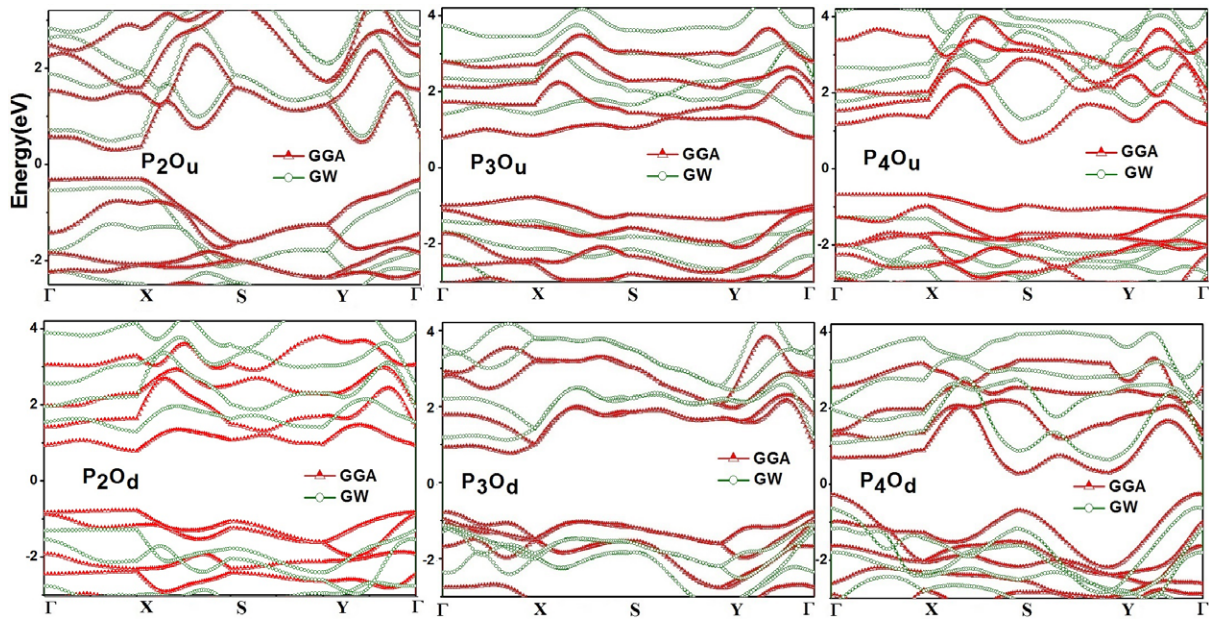 Energy(eV)
2
0
-2
P2Ou
GGA
GW
Γ X S Y Γ
4
2
0
-2
P3Ou
GGA
GW
Γ X S Y Γ
4
2
0
-2
P4Ou
GGA
GW
Γ X S Y Γ
4
2
0
-2
P2Od
GGA
GW
Γ X S Y Γ
4
2
0
-2
P3Od
GGA
GW
Γ X S Y Γ
4
2
0
-2
P4Od
GGA
GW
Γ X S Y Γ